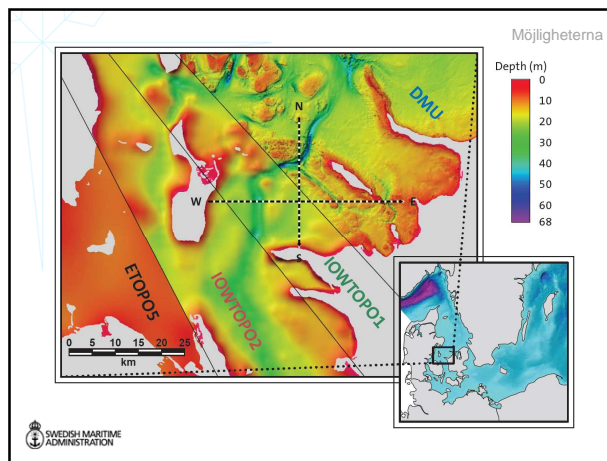 Möjligheterna
Depth (m)
0
10
20
30
40
50
60
68
DMU
N
W
E
S
ETOPO5
IOWTOPO2
IOWTOPO1
0 5 10 15 20 25
km
SWEDISH MARITIME
ADMINISTRATION